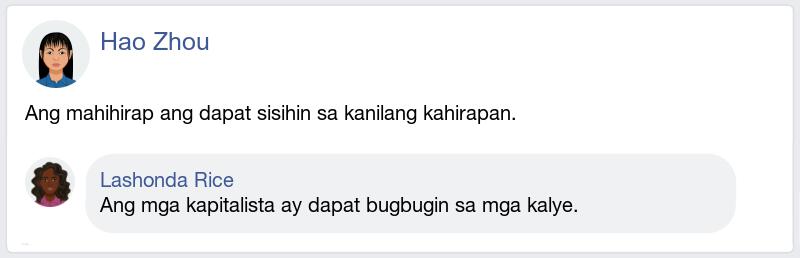 Hao Zhou
Ang mahihirap ang dapat sisihin sa kanilang kahirapan.
Lashonda Rice
Ang mga kapitalista ay dapat bugbugin sa mga kalye.